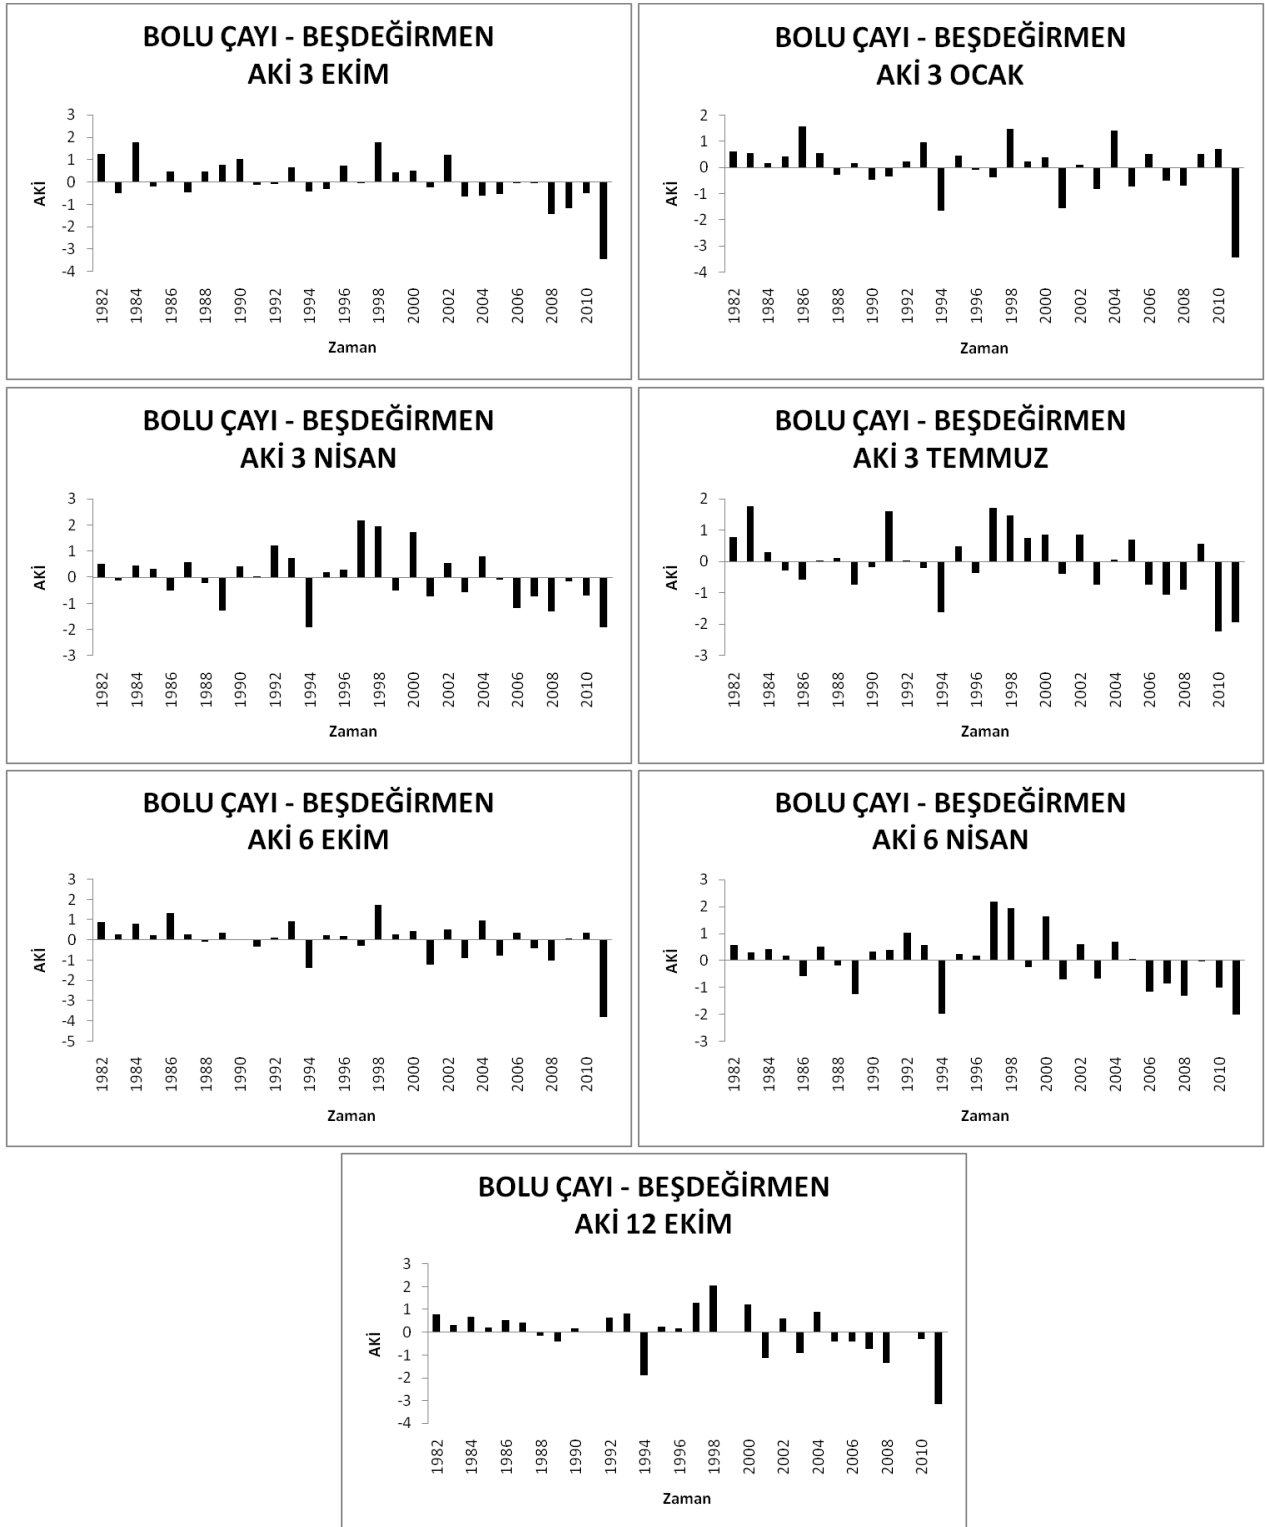 BOLU ÇAYI - BEŞDEĞİRMEN
AKİ 3 EKİM
3
2
1
0
-1
-2
-3
-4
AKİ
1982 1984 1986 1988 1990 1992 1994 1996 1998 2000 2002 2004 2006 2008 2010
Zaman
BOLU ÇAYI - BEŞDEĞİRMEN
AKİ 3 OCAK
2
1
0
-1
-2
-3
-4
AKİ
1982 1984 1986 1988 1990 1992 1994 1996 1998 2000 2002 2004 2006 2008 2010
Zaman
BOLU ÇAYI - BEŞDEĞİRMEN
AKİ 3 NİSAN
3
2
1
0
-1
-2
-3
AKİ
1982 1984 1986 1988 1990 1992 1994 1996 1998 2000 2002 2004 2006 2008 2010
Zaman
BOLU ÇAYI - BEŞDEĞİRMEN
AKİ 3 TEMMUZ
2
1
0
-1
-2
-3
AKİ
1982 1984 1986 1988 1990 1992 1994 1996 1998 2000 2002 2004 2006 2008 2010
Zaman
BOLU ÇAYI - BEŞDEĞİRMEN
AKİ 6 EKİM
3
2
1
0
-1
-2
-3
-4
-5
AKİ
1982 1984 1986 1988 1990 1992 1994 1996 1998 2000 2002 2004 2006 2008 2010
Zaman
BOLU ÇAYI - BEŞDEĞİRMEN
AKİ 6 NİSAN
3
2
1
0
-1
-2
-3
AKİ
1982 1984 1986 1988 1990 1992 1994 1996 1998 2000 2002 2004 2006 2008 2010
Zaman
BOLU ÇAYI - BEŞDEĞİRMEN
AKİ 12 EKİM
3
2
1
0
-1
-2
-3
-4
AKİ
1982 1984 1986 1988 1990 1992 1994 1996 1998 2000 2002 2004 2006 2008 2010
Zaman